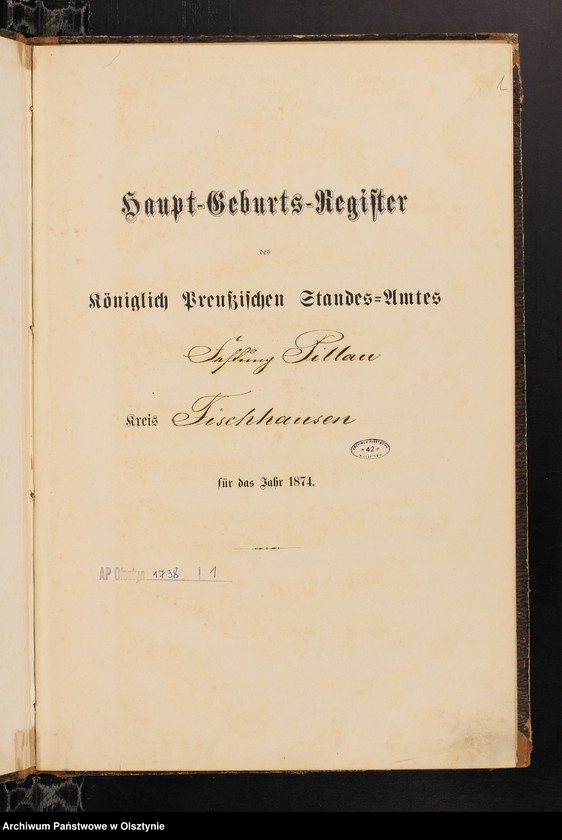 1
Haupt-Geburts-Register
des
Königlich Preußischen Standes-Amtes
Festung Pillau
Kreis Fischhausen
42
für das Jahr 1874.
AP Olsztyn 1738 | 1
Archiwum Państwowe w Olsztynie